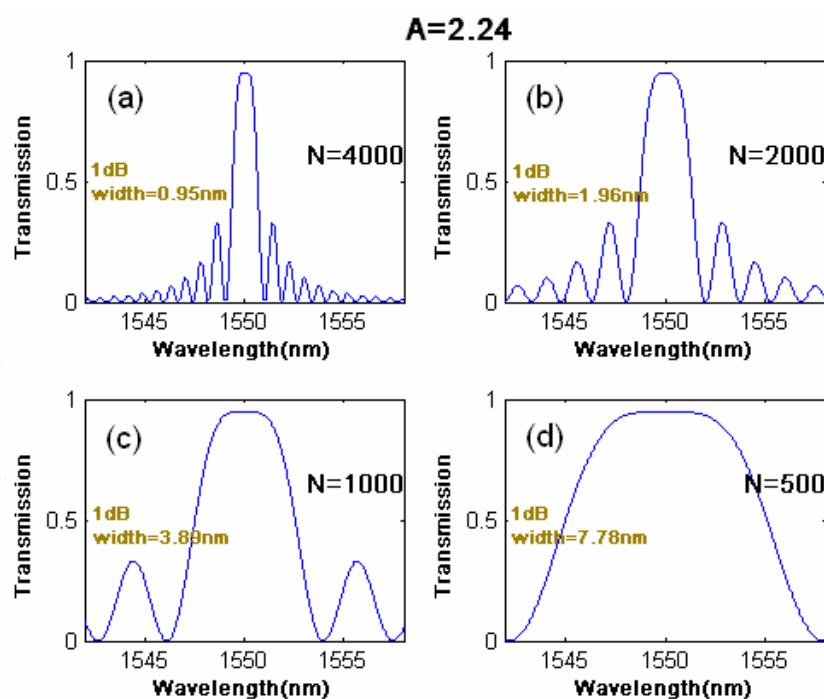 A=2.24
(a)
N=4000
1dB
width=0.95nm
Transmission
1
0.5
0
1545 1550 1555
Wavelength(nm)
(b)
N=2000
1dB
width=1.96nm
Transmission
1
0.5
0
1545 1550 1555
Wavelength(nm)
(c)
N=1000
1dB
width=3.89nm
Transmission
1
0.5
0
1545 1550 1555
Wavelength(nm)
(d)
N=500
1dB
width=7.78nm
Transmission
1
0.5
0
1545 1550 1555
Wavelength(nm)